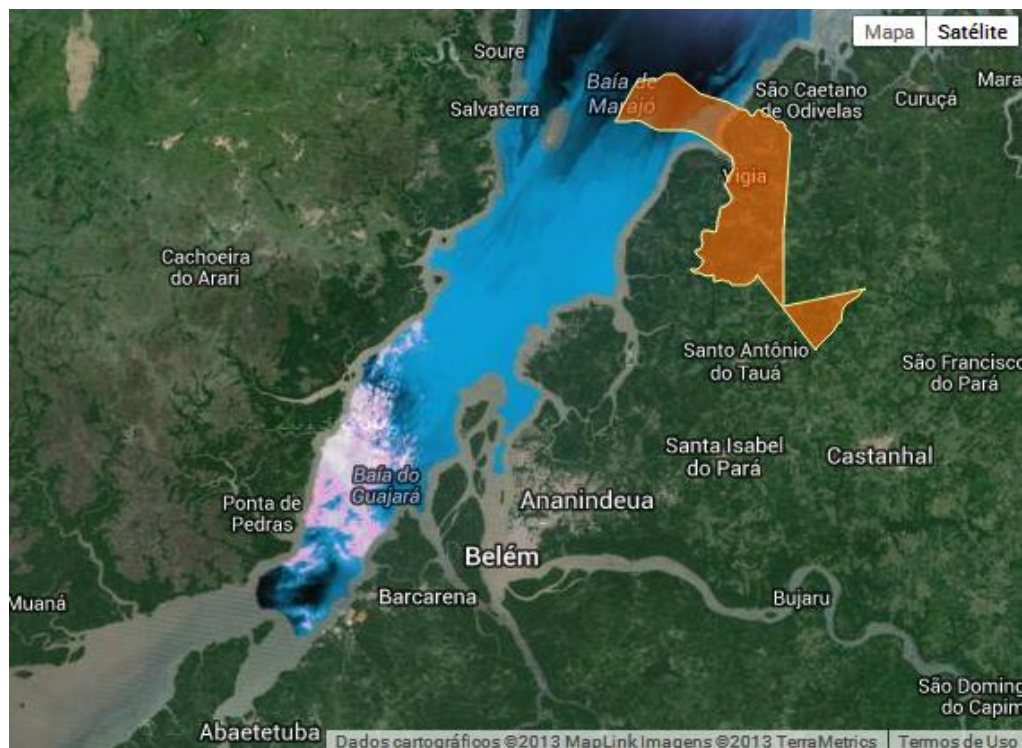 Mapa
Satélite
Soure
Baía de
Marajó
Salvaterra
São Caetano
de Odivelas
Curuçá
Mara
Vigia
Cachoeira
do Arari
Santo Antônio
do Tauá
São Francisco
do Pará
Santa Isabel
do Pará
Castanhal
Baía do
Guajará
Ponta de
Pedras
Ananindeua
Belém
Muaná
Barcarena
Bujaru
São Doming
do Capim
Abaetetuba
Dados cartográficos ©2013 MapLink Imagens ©2013 TerraMetrics
Termos de Uso